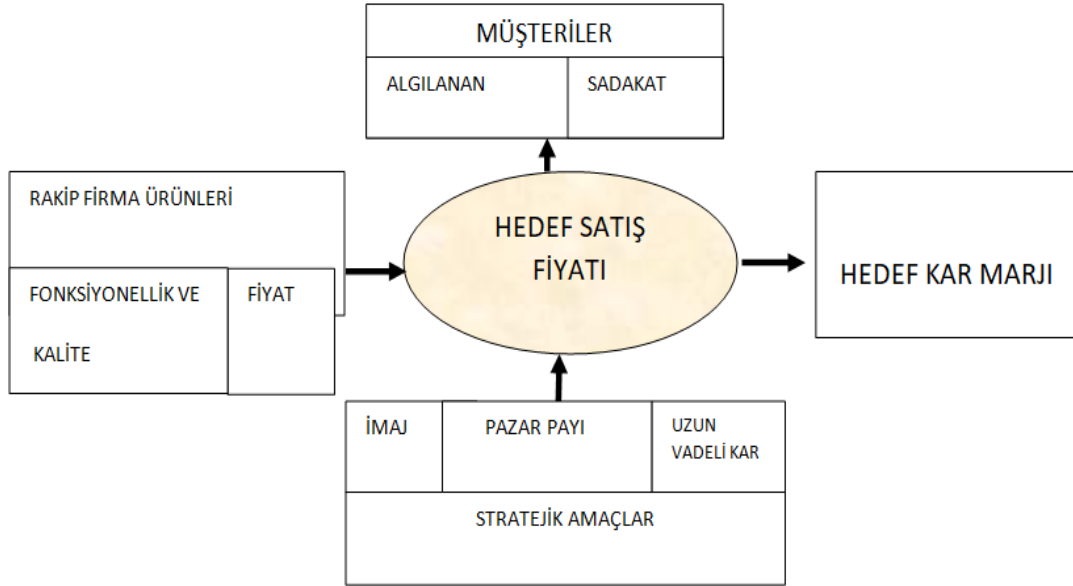 MÜŞTERİLER
ALGILANAN
SADAKAT
RAKİP FİRMA ÜRÜNLERİ
FONKSİYONELLİK VE
KALİTE
FİYAT
HEDEF SATIŞ
FİYATI
HEDEF KAR MARJI
İMAJ
PAZAR PAYI
UZUN
VADELİ KAR
STRATEJİK AMAÇLAR